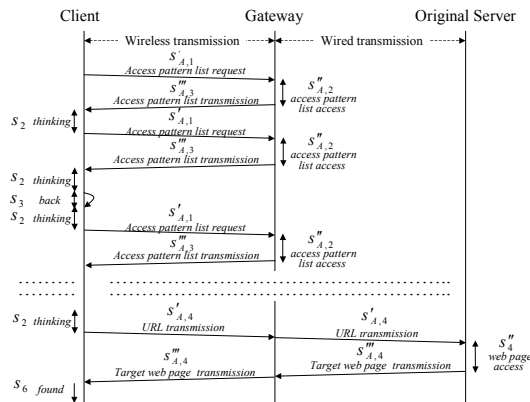 Client Gateway Original Server
Wireless transmission Wired transmission
s'A,1
Access pattern list request
s'''A,3 s''A,2
Access pattern list transmission access pattern
list access
s2 thinking s'A,1
Access pattern list request
s'''A,3 s''A,2
Access pattern list transmission access pattern
list access
s2 thinking
s3 back
s2 thinking s'A,1
Access pattern list request
s'''A,3 s''A,2
Access pattern list transmission access pattern
list access
s'A,4 s'A,4
s2 thinking URL transmission URL transmission
s'''A,4 s'''A,4 s''4
web page
Target web page transmission Target web page transmission access
s6 found